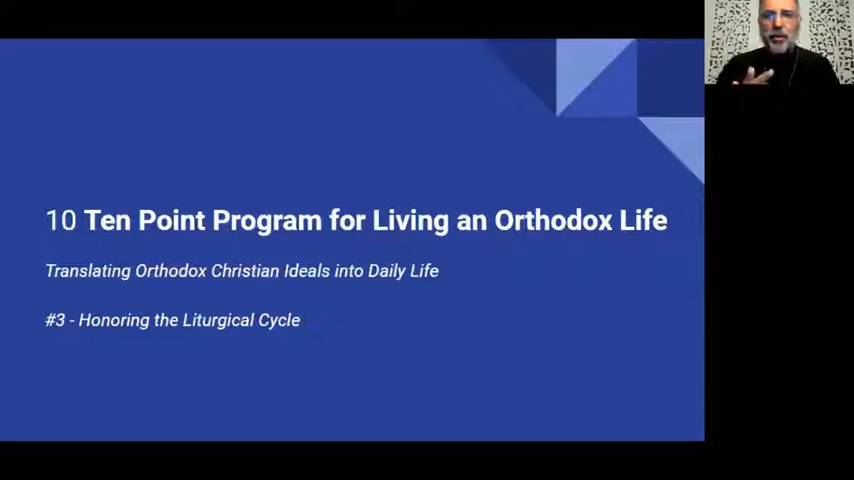 10 Ten Point Program for Living an Orthodox Life
Translating Orthodox Christian Ideals into Daily Life
#3 - Honoring the Liturgical Cycle